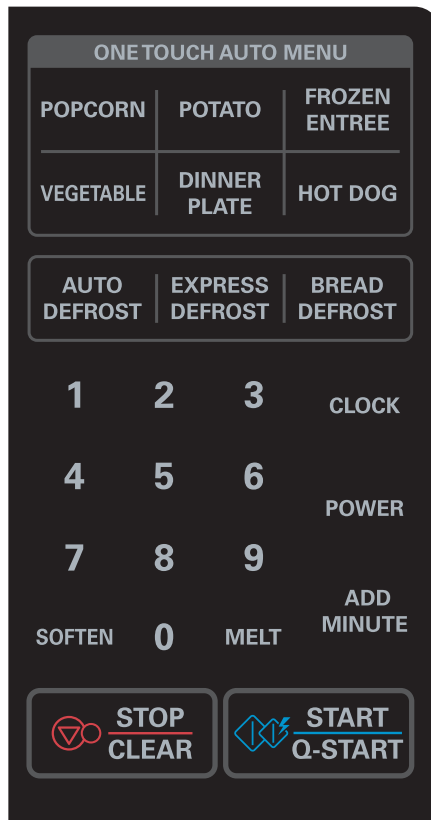 ONE TOUCH AUTO MENU
POPCORN
POTATO
FROZEN
ENTREE
VEGETABLE
DINNER
PLATE
HOT DOG
AUTO
DEFROST
EXPRESS
DEFROST
BREAD
DEFROST
1 2 3
CLOCK
4 5 6
POWER
7 8 9
ADD
MINUTE
SOFTEN 0 MELT
STOP
CLEAR
START
Q-START